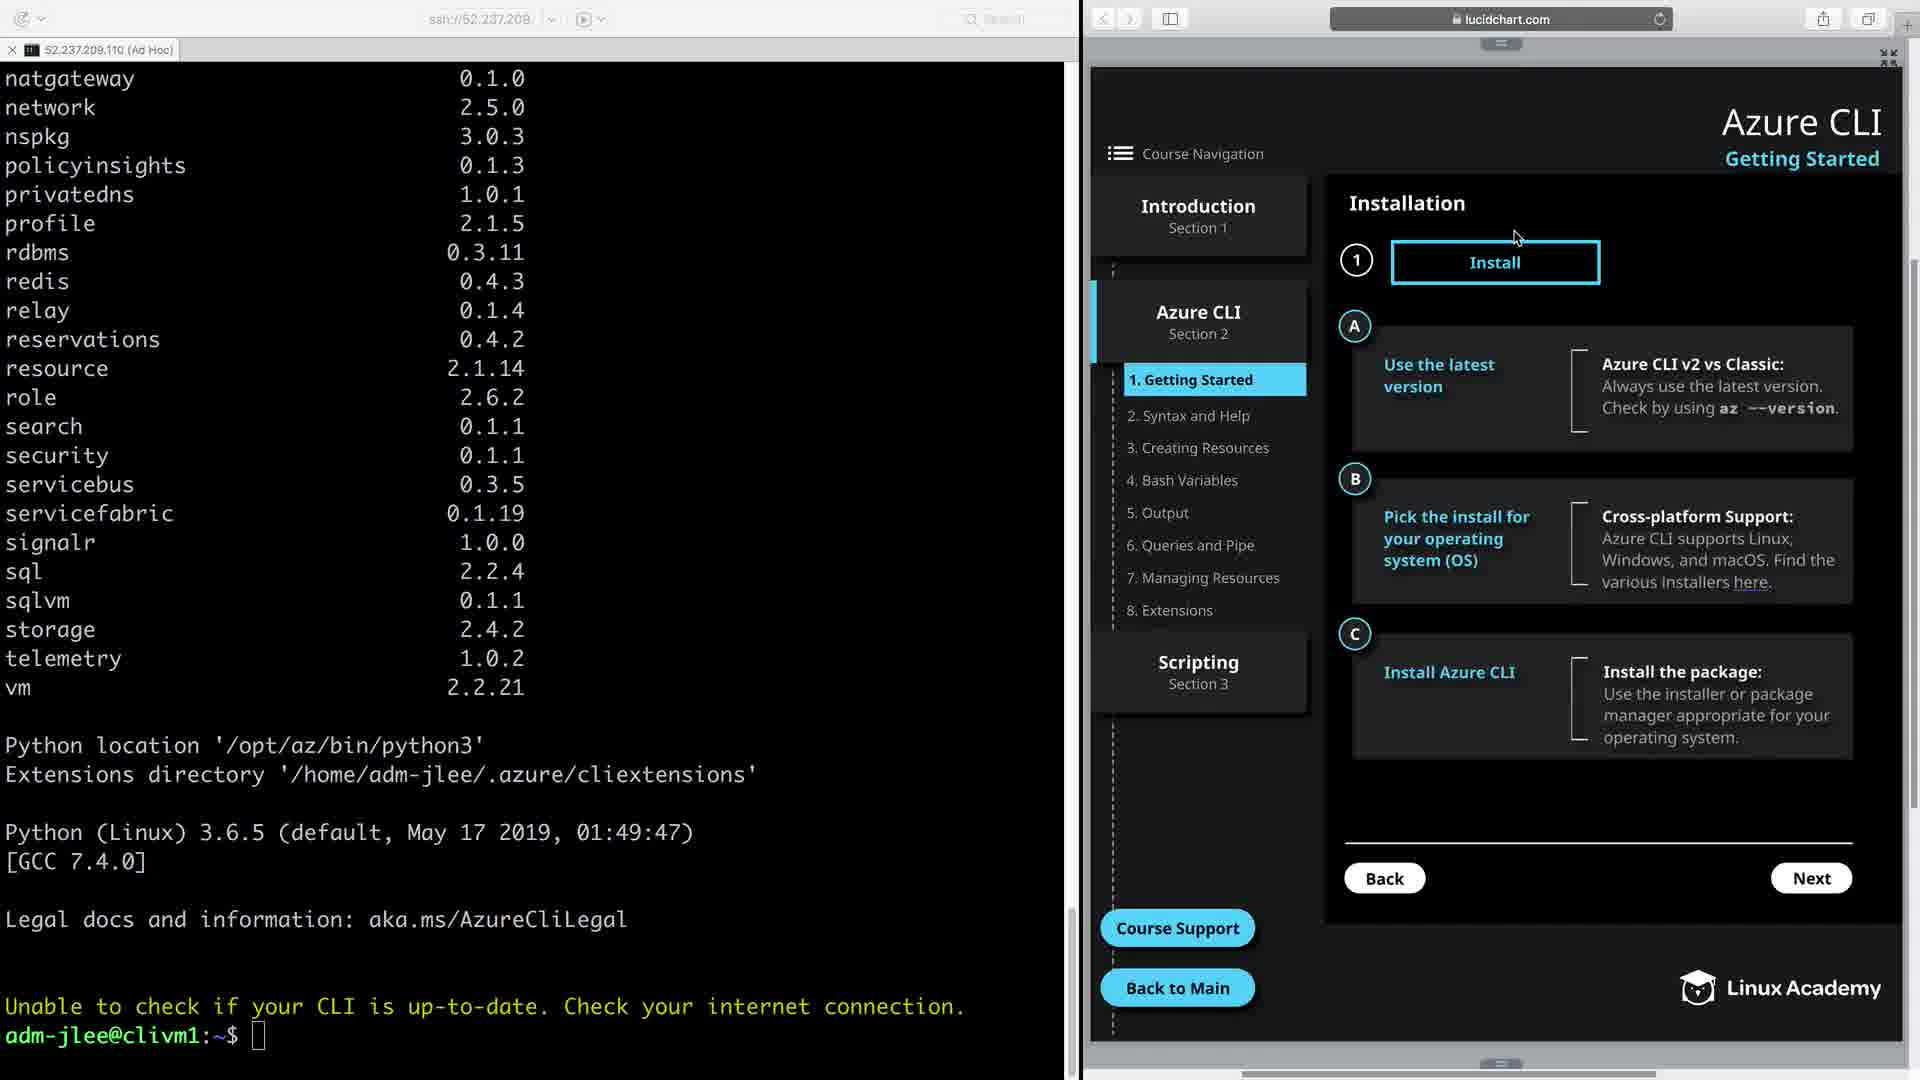 ssh://52.237.209.
Search
52.237.209.110 (Ad Hoc)
natgateway 0.1.0
network 2.5.0
nspkg 3.0.3
policyinsights 0.1.3
privatedns 1.0.1
profile 2.1.5
rdbms 0.3.11
redis 0.4.3
relay 0.1.4
reservations 0.4.2
resource 2.1.14
role 2.6.2
search 0.1.1
security 0.1.1
servicebus 0.3.5
servicefabric 0.1.19
signalr 1.0.0
sql 2.2.4
sqlvm 0.1.1
storage 2.4.2
telemetry 1.0.2
vm 2.2.21
Python location '/opt/az/bin/python3'
Extensions directory '/home/adm-jlee/.azure/cliextensions'
Python (Linux) 3.6.5 (default, May 17 2019, 01:49:47)
[GCC 7.4.0]
Legal docs and information: aka.ms/AzureCliLegal
Unable to check if your CLI is up-to-date. Check your internet connection.
adm-jlee@clivm1:~$
lucidchart.com
Azure CLI
Getting Started
Course Navigation
Introduction
Section 1
Azure CLI
Section 2
1. Getting Started
2. Syntax and Help
3. Creating Resources
4. Bash Variables
5. Output
6. Queries and Pipe
7. Managing Resources
8. Extensions
Scripting
Section 3
Course Support
Back to Main
Installation
1
Install
A
Use the latest
version
Azure CLI v2 vs Classic:
Always use the latest version.
Check by using az --version.
B
Pick the install for
your operating
system (OS)
Cross-platform Support:
Azure CLI supports Linux,
Windows, and macOS. Find the
various installers here.
C
Install Azure CLI
Install the package:
Use the installer or package
manager appropriate for your
operating system.
Back
Next
Linux Academy